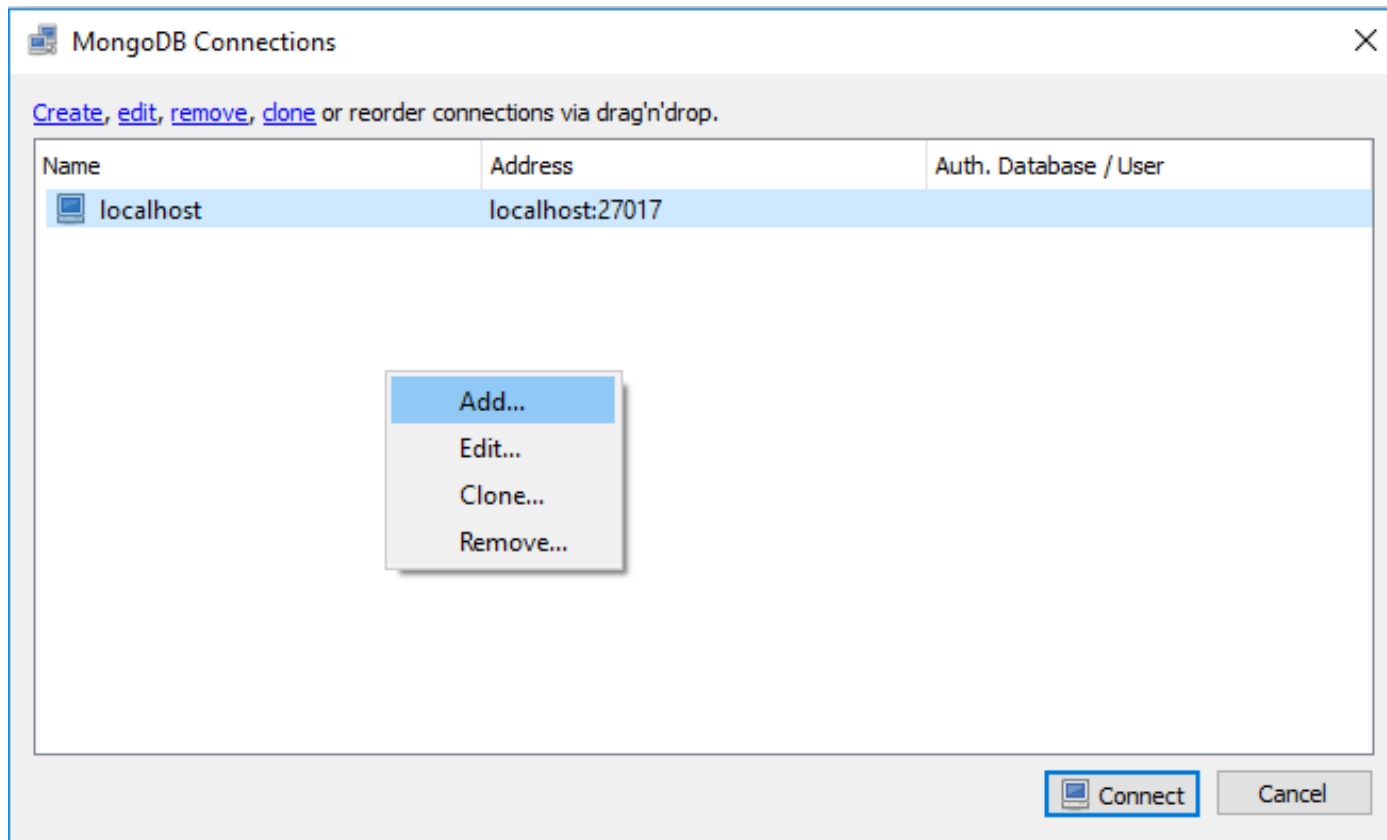 MongoDB Connections
Create, edit, remove, clone or reorder connections via drag'n'drop.
Name Address Auth. Database / User
localhost localhost:27017
Add...
Edit...
Clone...
Remove...
Connect Cancel